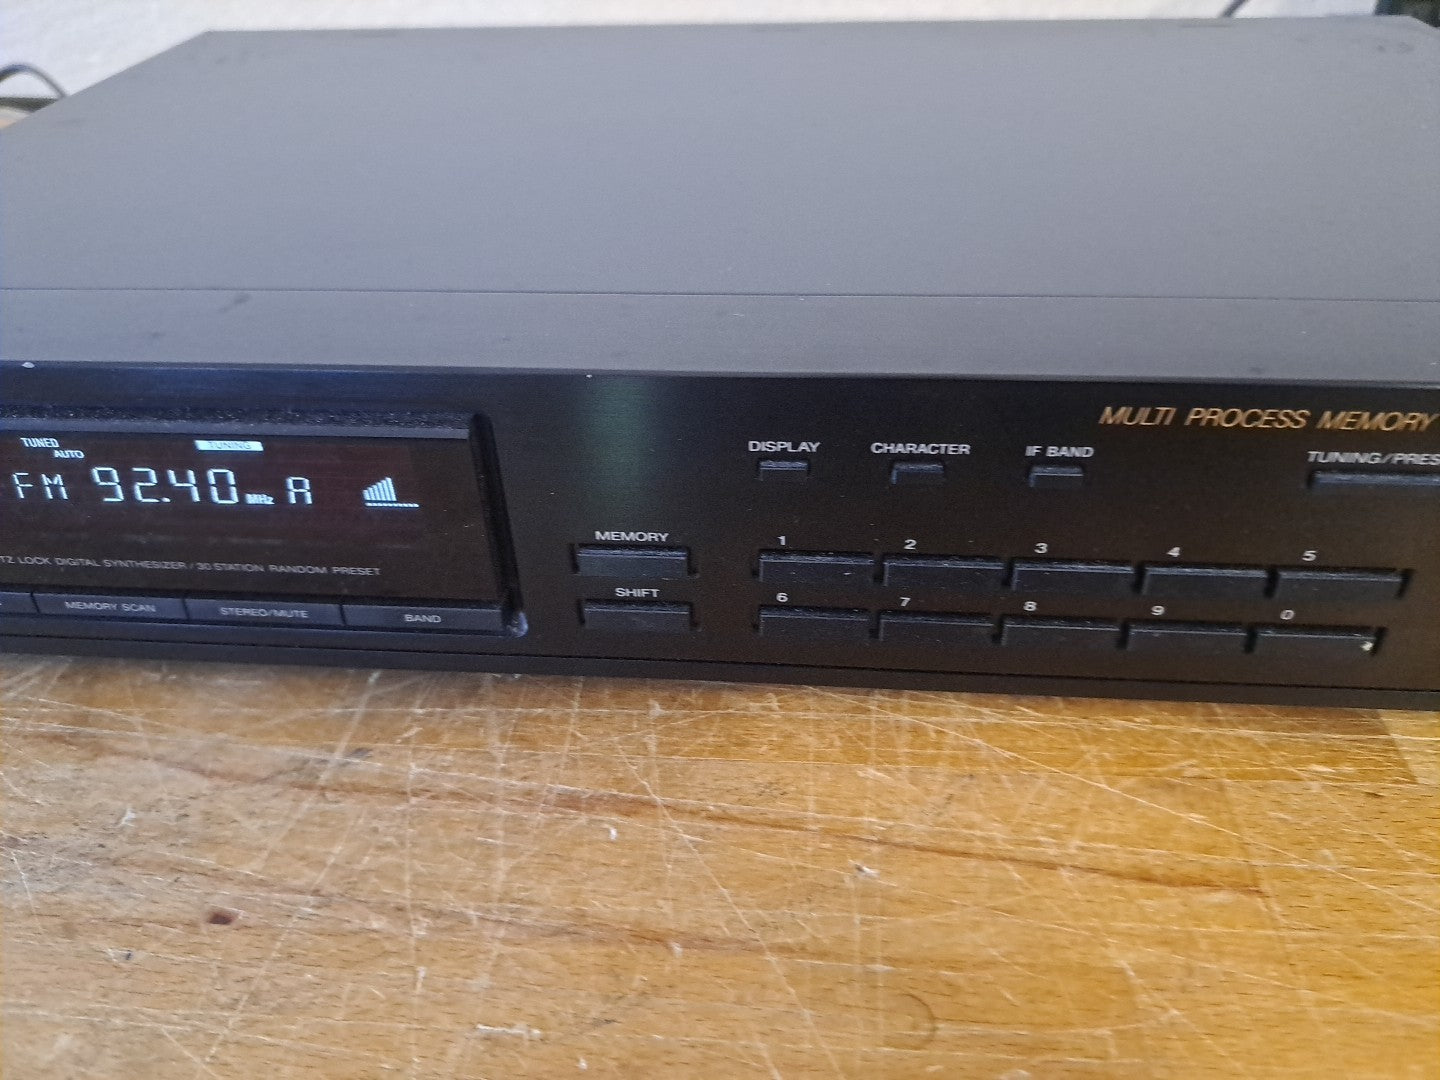 MULTI PROCESS MEMORY
DISPLAY CHARACTER IF BAND TUNING/PRES
TUNED TUNING
AUTO
FM 92.40 MHz A
MEMORY
1 2 3 4 5
TZ LOCK DIGITAL SYNTHESIZER / 30 STATION RANDOM PRESET
SHIFT
6 7 8 9 0
MEMORY SCAN STEREO/MUTE BAND